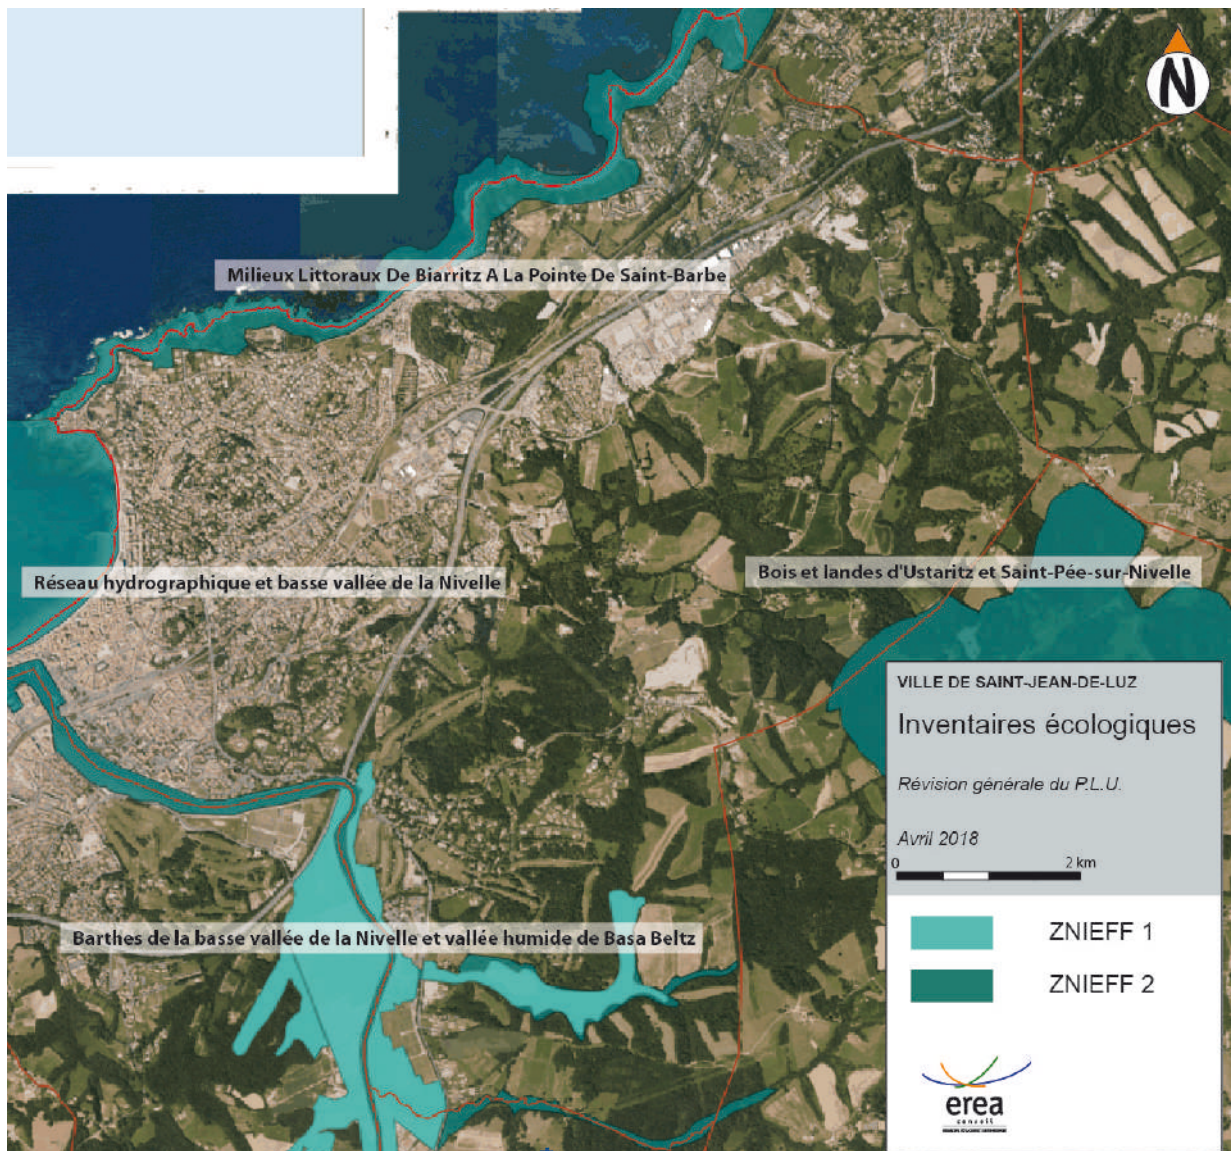 N
Milieux Littoraux De Biarritz A La Pointe De Saint-Barbe
Réseau hydrographique et basse vallée de la Nivelle
Bois et landes d'Ustaritz et Saint-Pée-sur-Nivelle
VILLE DE SAINT-JEAN-DE-LUZ
Inventaires écologiques
Révision générale du P.L.U.
Avril 2018
0 2 km
Barthes de la basse vallée de la Nivelle et vallée humide de Basa Beltz
ZNIEFF 1
ZNIEFF 2
erea
conseil